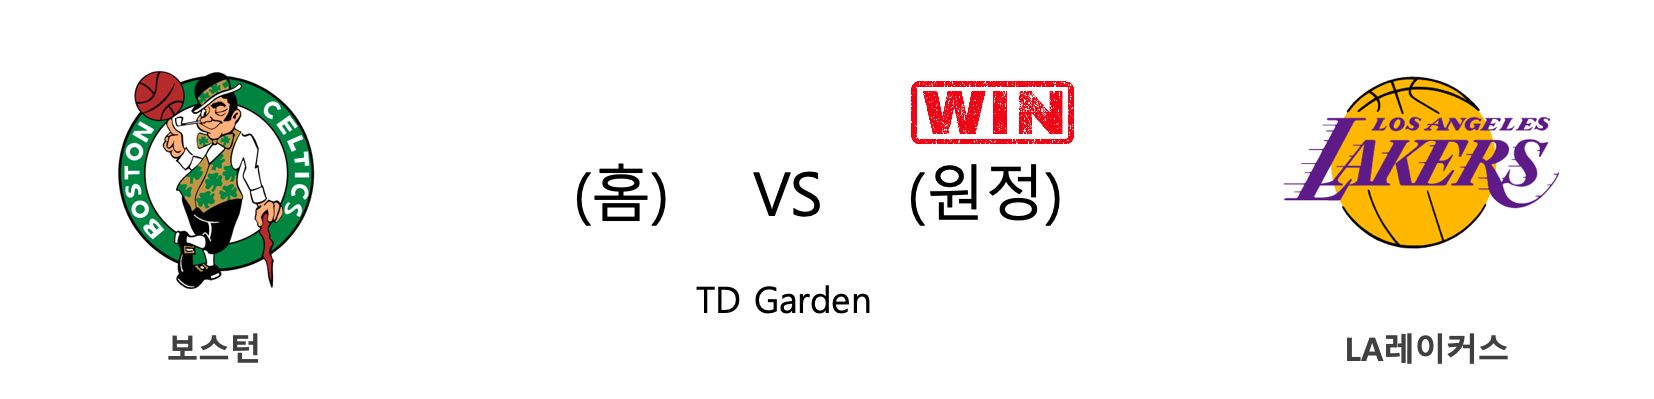 BOSTON CELTICS
WIN
LOS ANGELES
LAKERS
(홈) VS (원정)
TD Garden
보스턴
LA레이커스